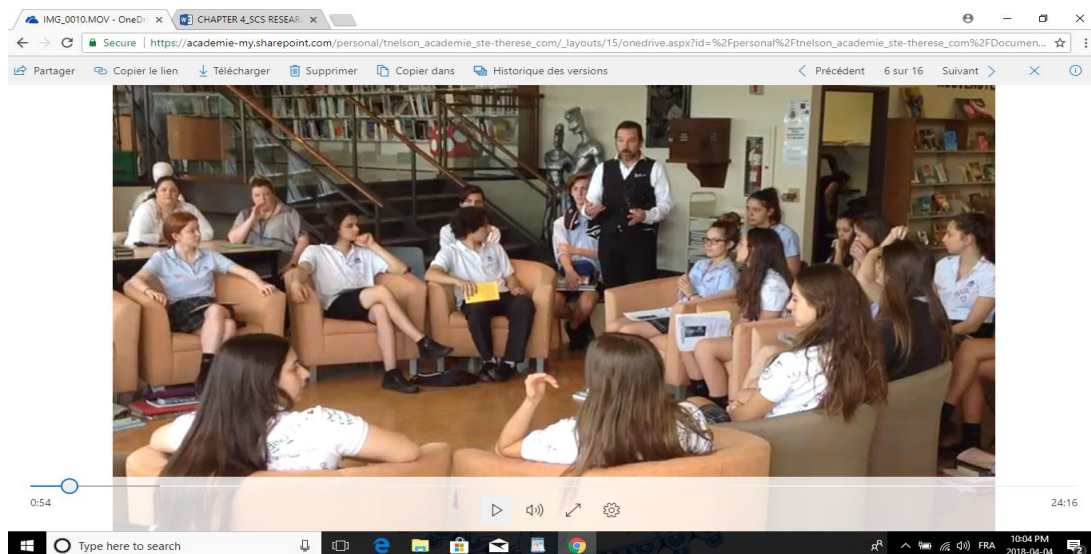 IMG_0010.MOV - OneDri
CHAPTER 4_SCS RESEAR
Secure | https://academie-my.sharepoint.com/personal/tnelson_academie_ste-therese_com/_layouts/15/onedrive.aspx?id=%2Fpersonal%2Ftnelson_academie_ste-therese_com%2FDocumen...
Partager Copier le lien Télécharger Supprimer Copier dans Historique des versions Précédent 6 sur 16 Suivant
0:54 24:16
Type here to search FRA 10:04 PM
2018-04-04